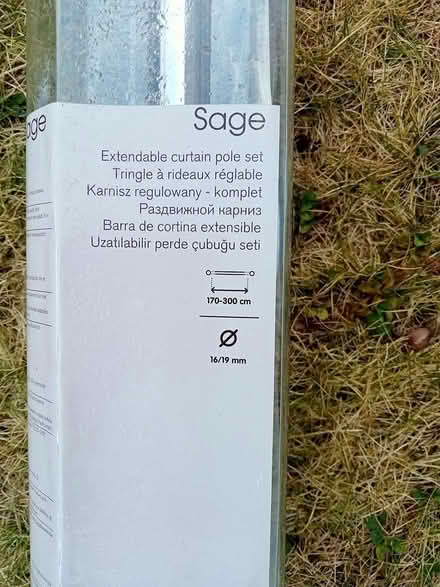 Sage
Extendable curtain pole set
Tringle à rideaux réglable
Karnisz regulowany - komplet
Раздвижной карниз
Barra de cortina extensible
Uzatılabilir perde çubuğu seti
170-300 cm
16/19 mm